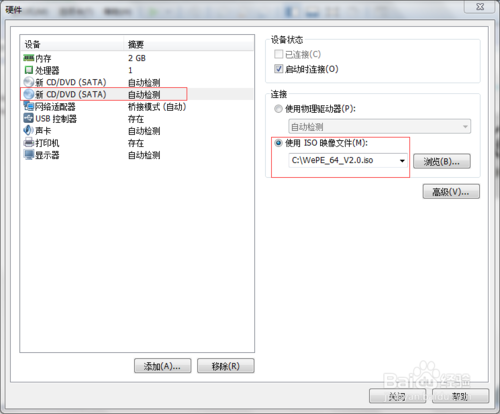 硬件
设备 摘要
内存 2 GB
处理器 1
新 CD/DVD (SATA) 自动检测
新 CD/DVD (SATA) 自动检测
网络适配器 桥接模式 (自动)
USB 控制器 存在
声卡 自动检测
打印机 存在
显示器 自动检测
添加(A)... 移除(R)
设备状态
已连接(C)
启动时连接(O)
连接
使用物理驱动器(P):
自动检测
使用 ISO 映像文件(M):
C:\WePE_64_V2.0.iso 浏览(B)...
高级(V)...
Baidu经验
关闭 帮助